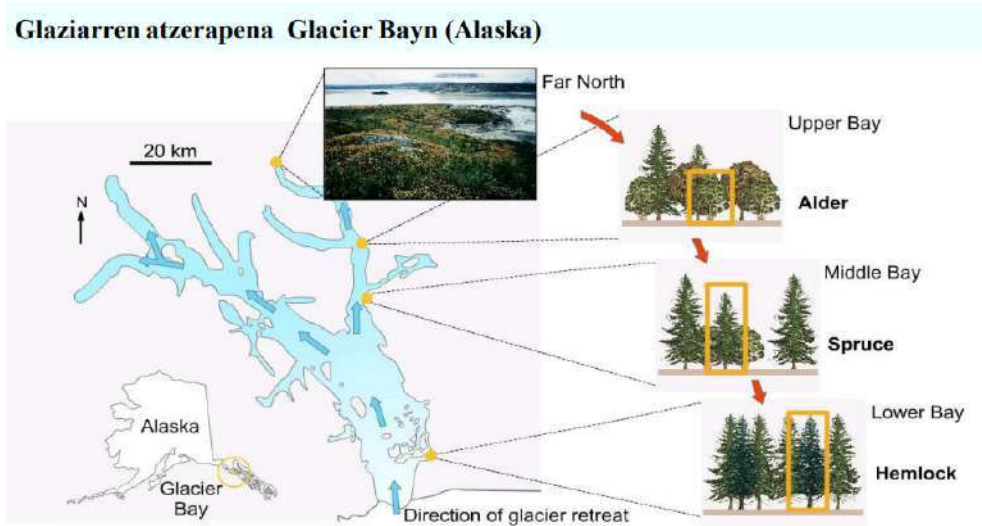 Glaziarren atzerapena Glacier Bayn (Alaska)
Far North
Upper Bay
20 km
N
Alder
Middle Bay
Spruce
Lower Bay
Alaska
Hemlock
Glacier
Bay
Direction of glacier retreat